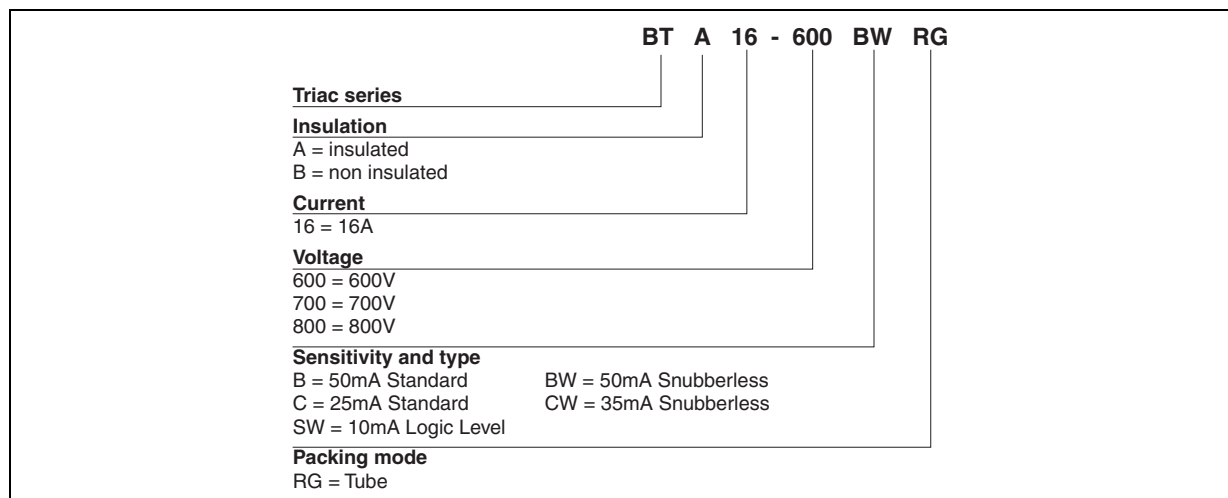 BT A 16 - 600 BW RG
Triac series
Insulation
A = insulated
B = non insulated
Current
16 = 16A
Voltage
600 = 600V
700 = 700V
800 = 800V
Sensitivity and type
B = 50mA Standard BW = 50mA Snubberless
C = 25mA Standard CW = 35mA Snubberless
SW = 10mA Logic Level
Packing mode
RG = Tube